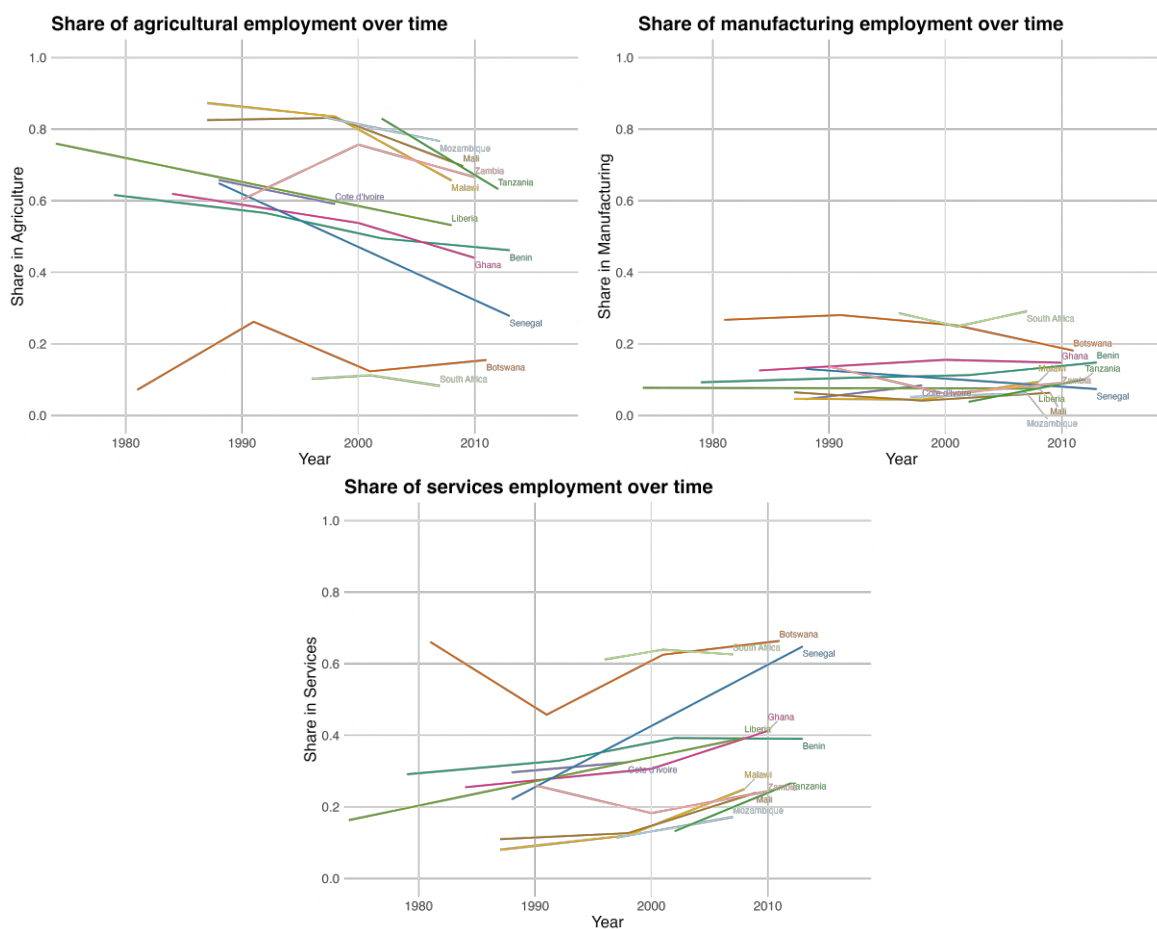 Share of agricultural employment over time
1.0
0.8
0.6
0.4
0.2
0.0
Share in Agriculture
Mozambique
Mali
Zambia
Tanzania
Malawi
Cote d'Ivoire
Liberia
Benin
Ghana
Senegal
Botswana
South Africa
1980 1990 2000 2010
Year
Share of manufacturing employment over time
1.0
0.8
0.6
0.4
0.2
0.0
Share in Manufacturing
South Africa
Botswana
Ghana
Benin
Malawi
Tanzania
Zambia
Cote d'Ivoire
Senegal
Liberia
Mali
Mozambique
1980 1990 2000 2010
Year
Share of services employment over time
1.0
0.8
0.6
0.4
0.2
0.0
Share in Services
Botswana
South Africa
Senegal
Ghana
Liberia
Benin
Cote d'Ivoire
Malawi
Zambia
Tanzania
Mali
Mozambique
1980 1990 2000 2010
Year